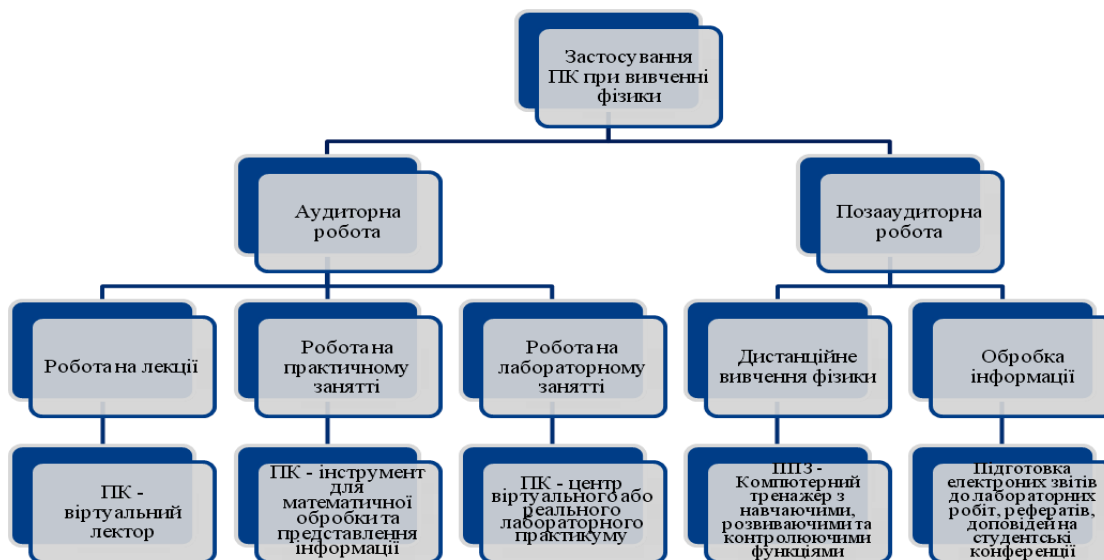 Застосування
ПК при вивченні
фізики
Аудиторна
робота
Позааудиторна
робота
Робота на лекції
Робота на
практичному
занятті
Робота на
лабораторному
занятті
Дистанційне
вивчення фізики
Обробка
інформації
ПК -
віртуальний
лектор
ПК - інструмент
для
математичної
обробки та
представлення
інформації
ПК - центр
віртуального або
реального
лабораторного
практикуму
ППЗ -
Компютерний
тренажер з
навчаючими,
розвиваючими та
контролюючими
функціями
Підготовка
електроних звітів
до лабораторних
робіт, рефератів,
доповідей на
студентські
конференції